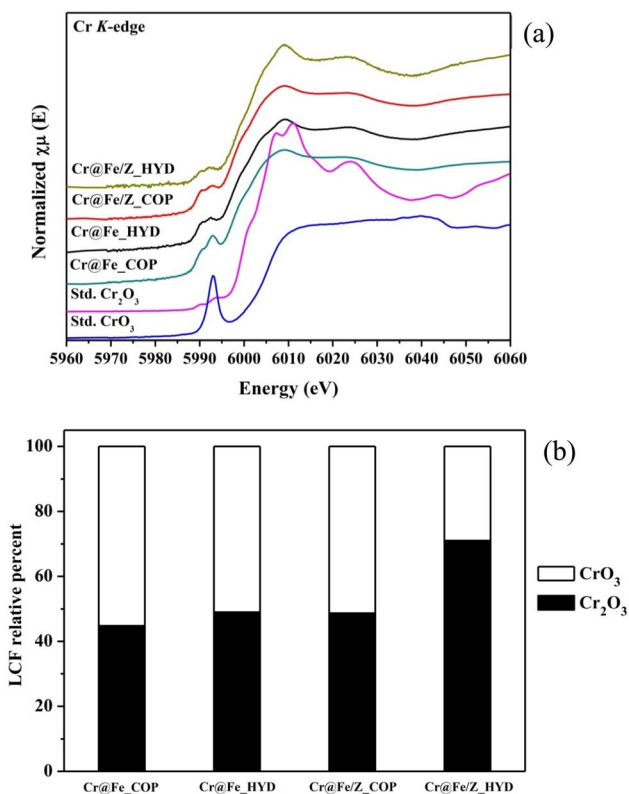 Cr K-edge
(a)
Normalized χμ (E)
Cr@Fe/Z_HYD
Cr@Fe/Z_COP
Cr@Fe_HYD
Cr@Fe_COP
Std. Cr₂O₃
Std. CrO₃
5960 5970 5980 5990 6000 6010 6020 6030 6040 6050 6060
Energy (eV)
(b)
LCF relative percent
100
80
60
40
20
0
CrO₃
Cr₂O₃
Cr@Fe_COP Cr@Fe_HYD Cr@Fe/Z_COP Cr@Fe/Z_HYD